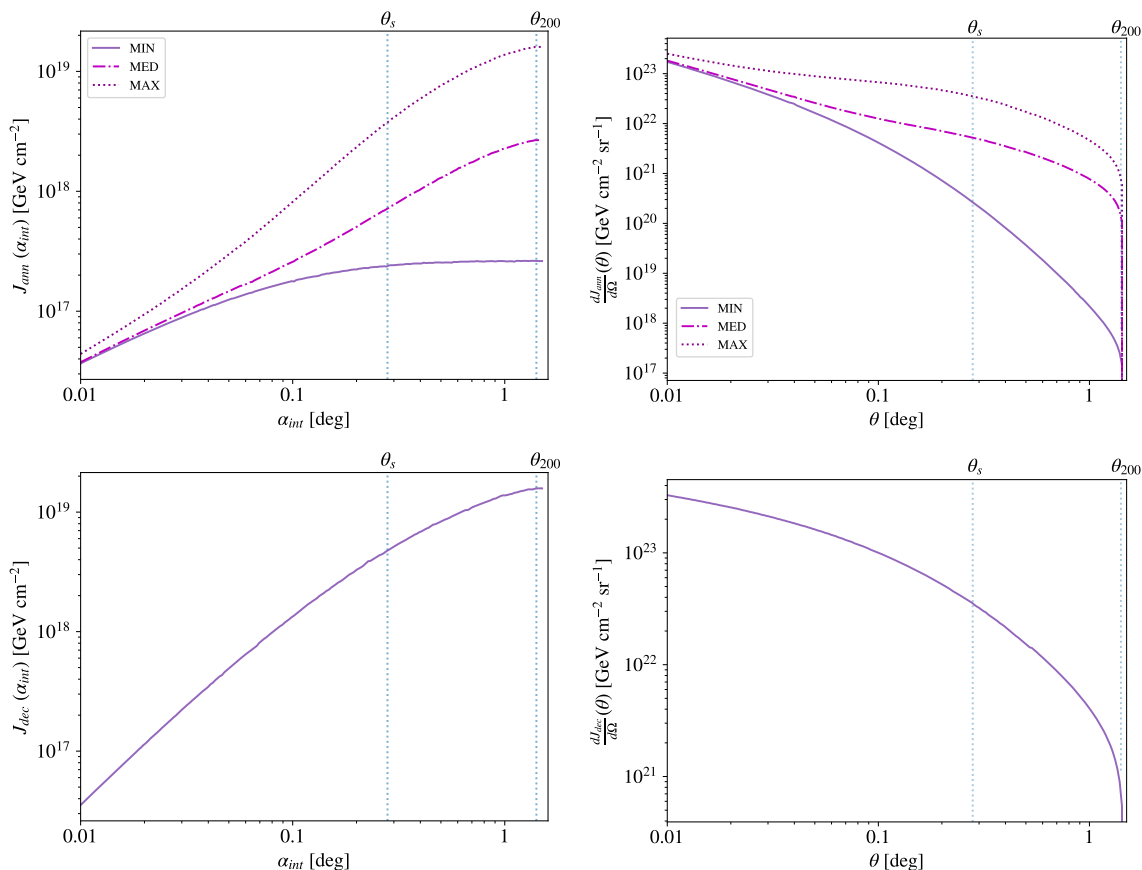 θs θ200
10^19
10^18
10^17
J_ann (α_int) [GeV cm^−2]
MIN
MED
MAX
0.01 0.1 1
α_int [deg]
θs θ200
10^23
10^22
10^21
10^20
10^19
10^18
10^17
dJ_ann/dΩ (θ) [GeV cm^−2 sr^−1]
MIN
MED
MAX
0.01 0.1 1
θ [deg]
θs θ200
10^19
10^18
10^17
J_dec (α_int) [GeV cm^−2]
0.01 0.1 1
α_int [deg]
θs θ200
10^23
10^22
10^21
dJ_dec/dΩ (θ) [GeV cm^−2 sr^−1]
0.01 0.1 1
θ [deg]